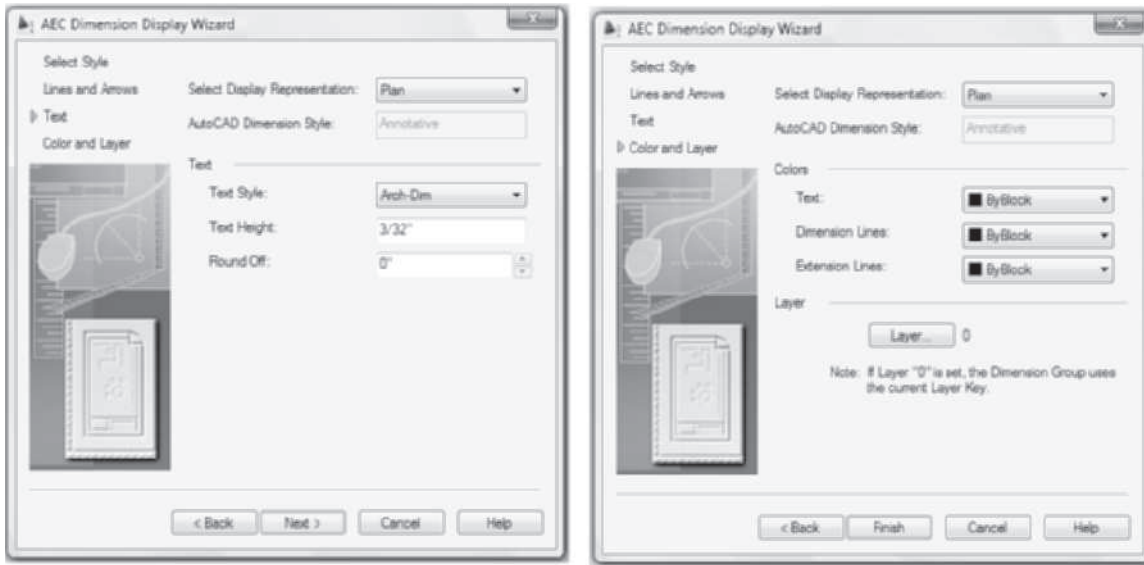 AEC Dimension Display Wizard
Select Style
Lines and Arrows
Text
Color and Layer
Select Display Representation: Plan
AutoCAD Dimension Style: Annotative
Text
Text Style: Arch-Dim
Text Height: 3/32"
Round Off: 0"
< Back Next > Cancel Help
AEC Dimension Display Wizard
Select Style
Lines and Arrows
Text
Color and Layer
Select Display Representation: Plan
AutoCAD Dimension Style: Annotative
Colors
Text: ByBlock
Dimension Lines: ByBlock
Extension Lines: ByBlock
Layer
Layer... 0
Note: If Layer "0" is set, the Dimension Group uses
the current Layer Key.
< Back Finish Cancel Help